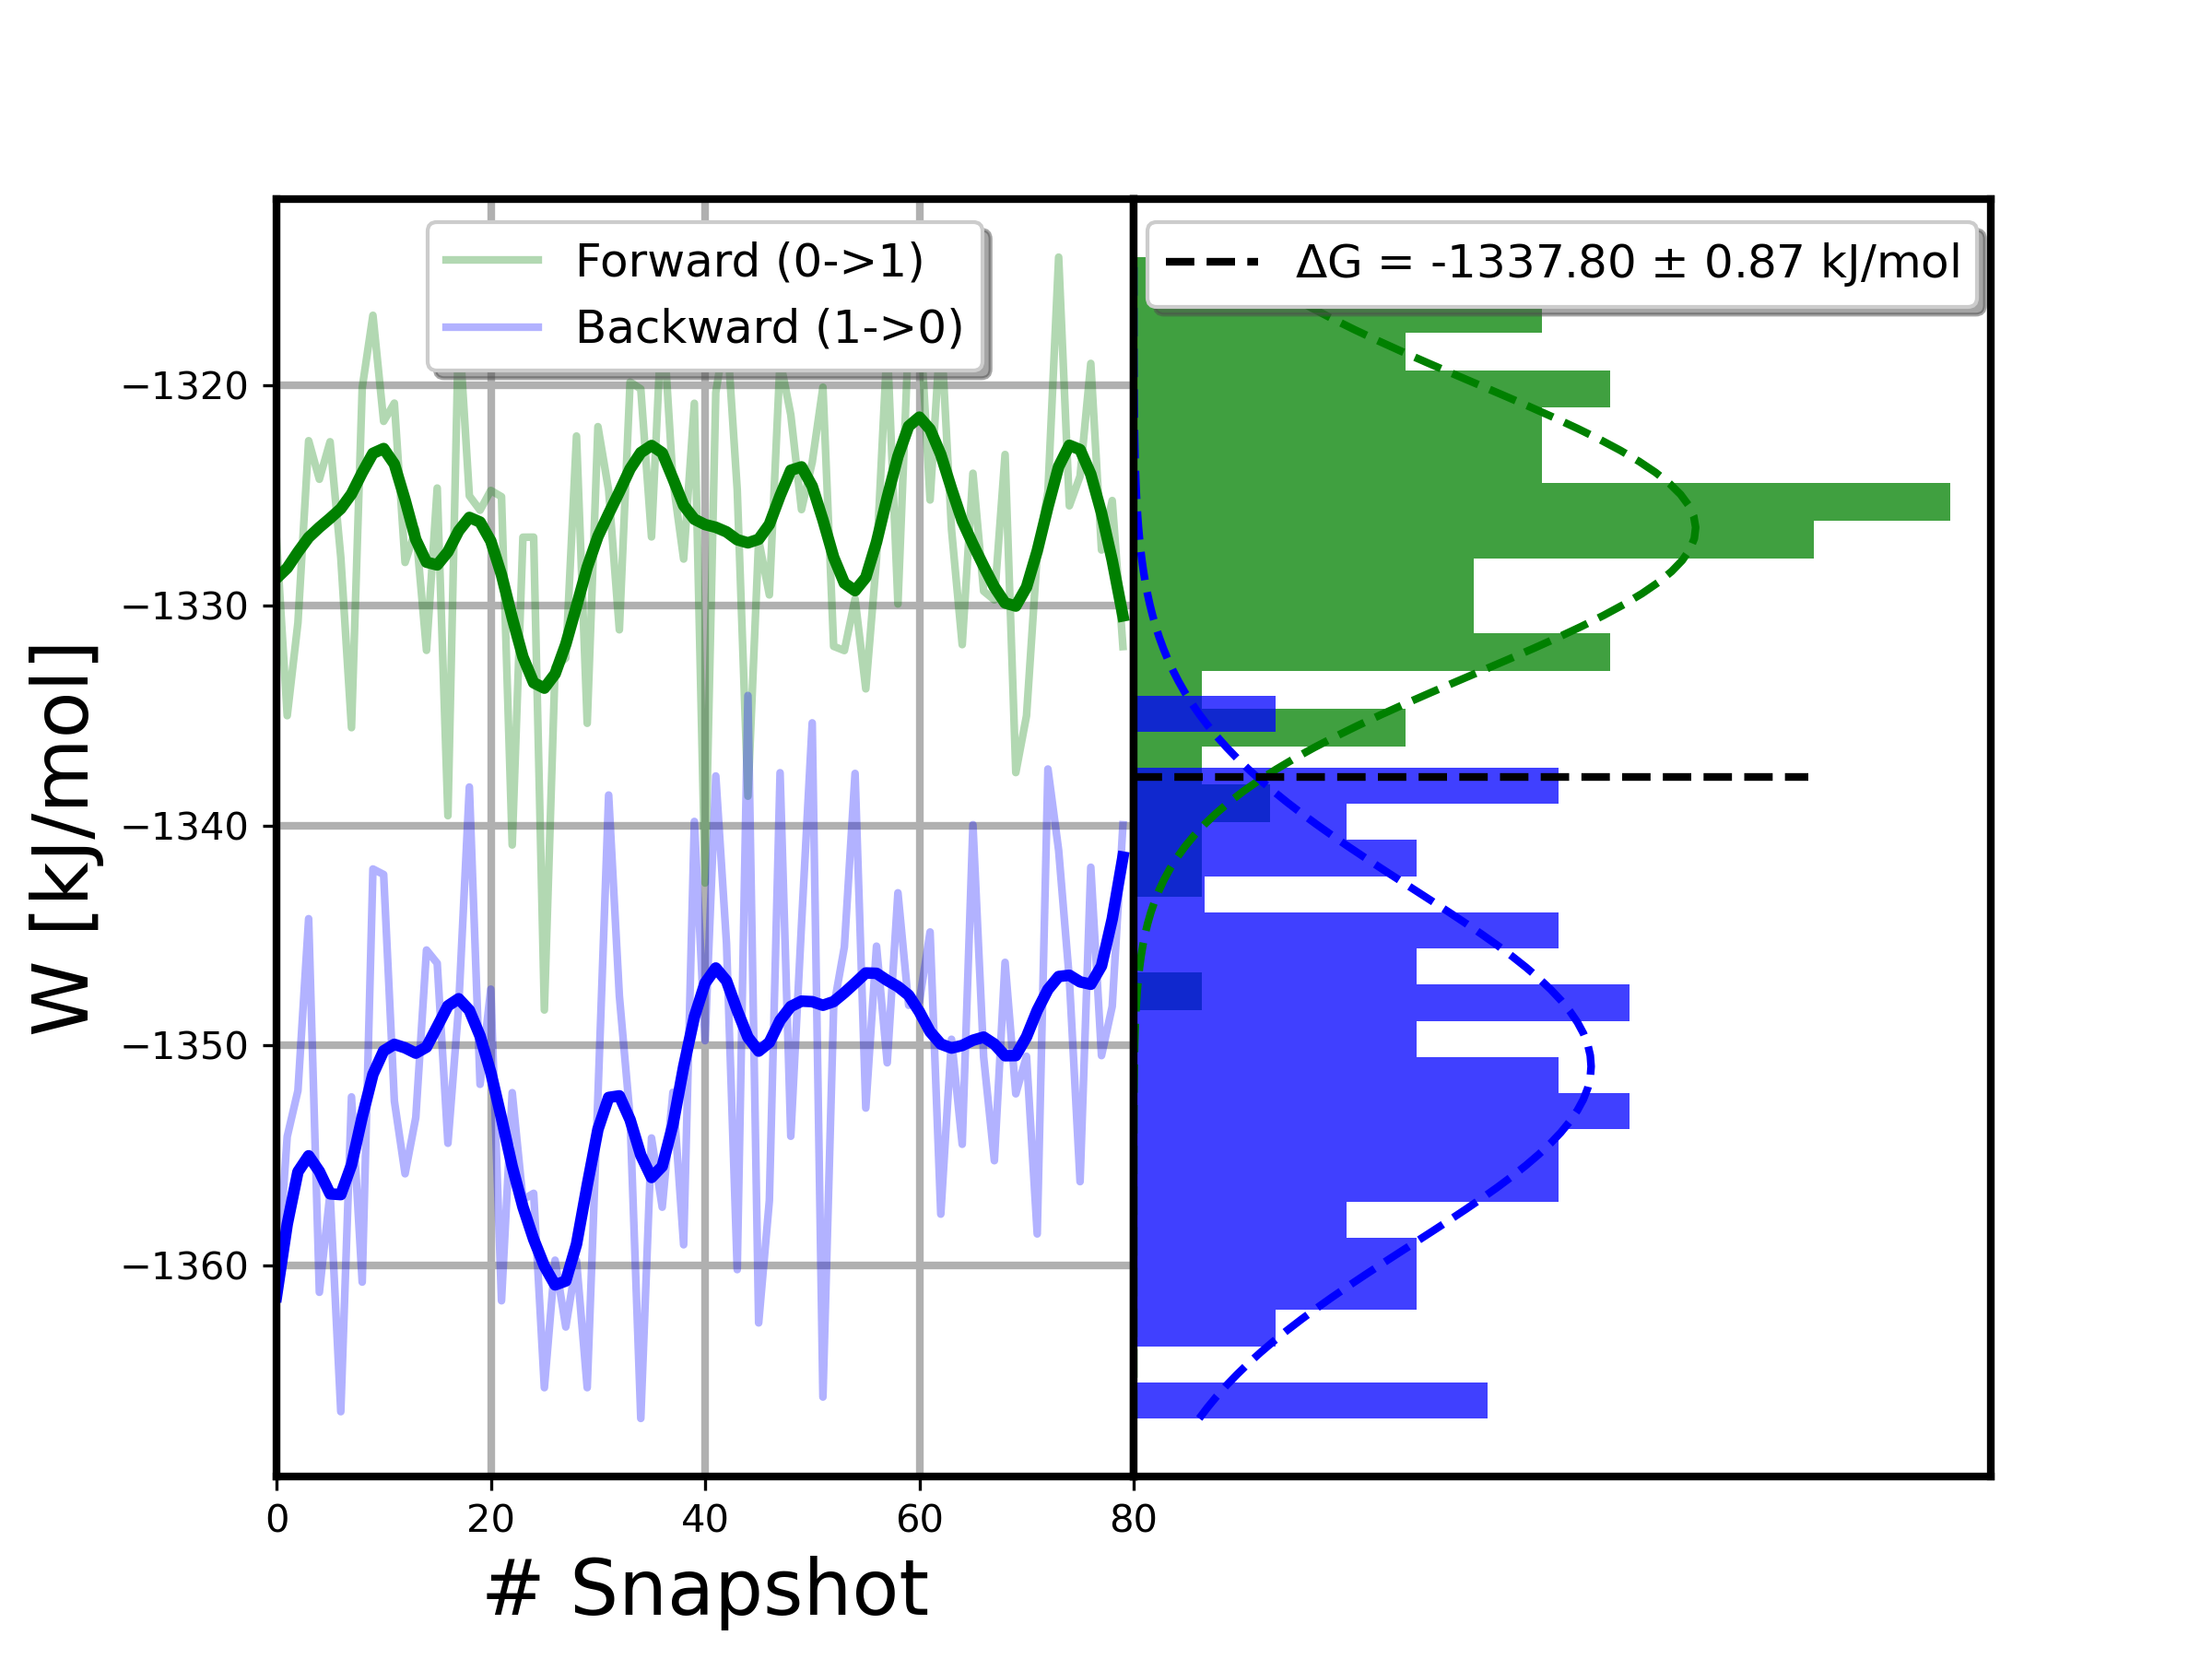 Forward (0->1)
Backward (1->0)
ΔG = -1337.80 ± 0.87 kJ/mol
W [kJ/mol]
−1320
−1330
−1340
−1350
−1360
0 20 40 60 80
# Snapshot